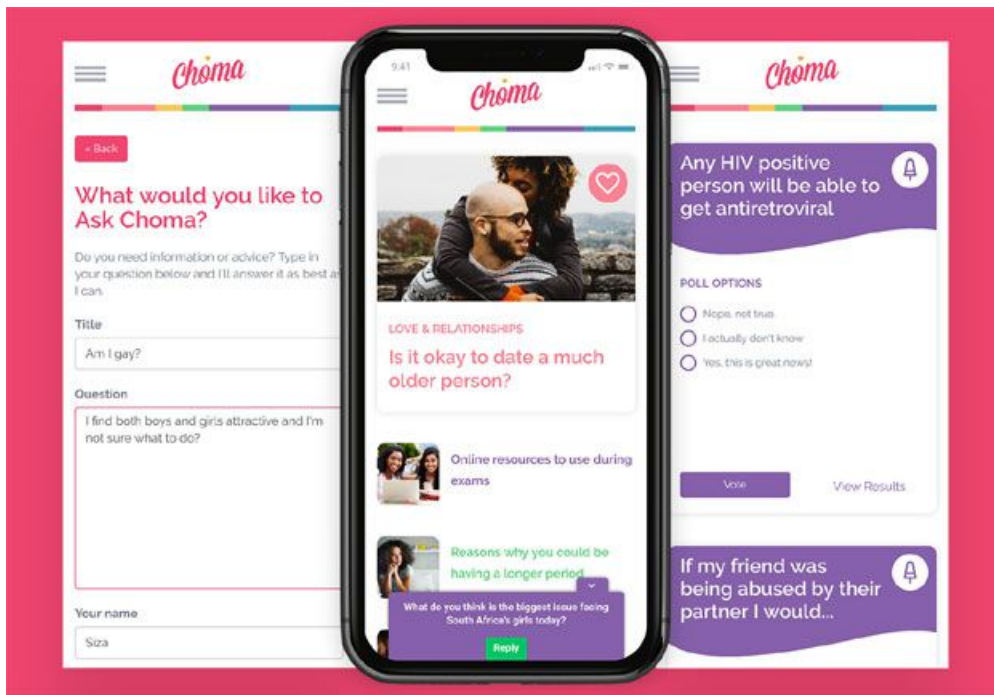 Choma
« Back
What would you like to
Ask Choma?
Do you need information or advice? Type in
your question below and I'll answer it as best as
I can
Title
Am I gay?
Question
I find both boys and girls attractive and I'm
not sure what to do?
Your name
Siza
9:41
Choma
LOVE & RELATIONSHIPS
Is it okay to date a much
older person?
Online resources to use during
exams
Reasons why you could be
having a longer period
What do you think is the biggest issue facing
South Africa's girls today?
Reply
Choma
Any HIV positive
person will be able to
get antiretroviral
POLL OPTIONS
Nope, not true
I actually don't know
Yes, this is great news!
Vote
View Results
If my friend was
being abused by their
partner I would...